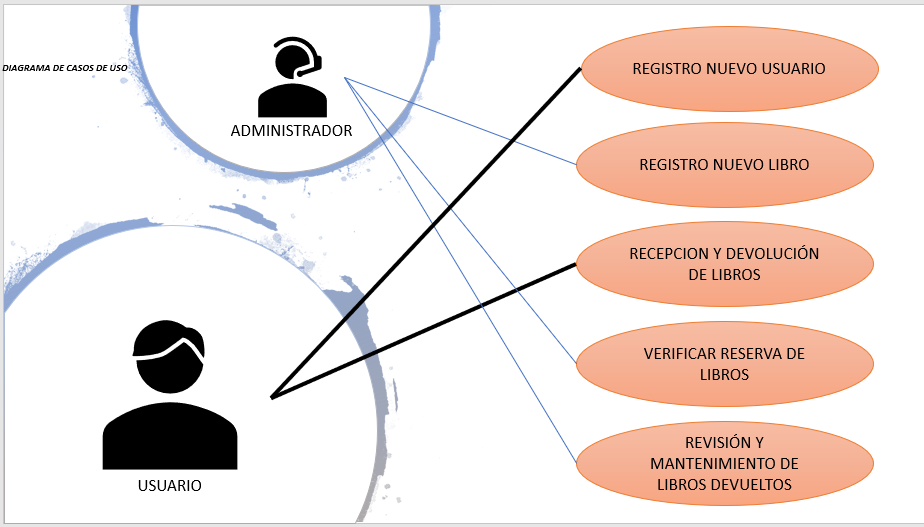 DIAGRAMA DE CASOS DE USO
ADMINISTRADOR
USUARIO
REGISTRO NUEVO USUARIO
REGISTRO NUEVO LIBRO
RECEPCION Y DEVOLUCIÓN
DE LIBROS
VERIFICAR RESERVA DE
LIBROS
REVISIÓN Y
MANTENIMIENTO DE
LIBROS DEVUELTOS